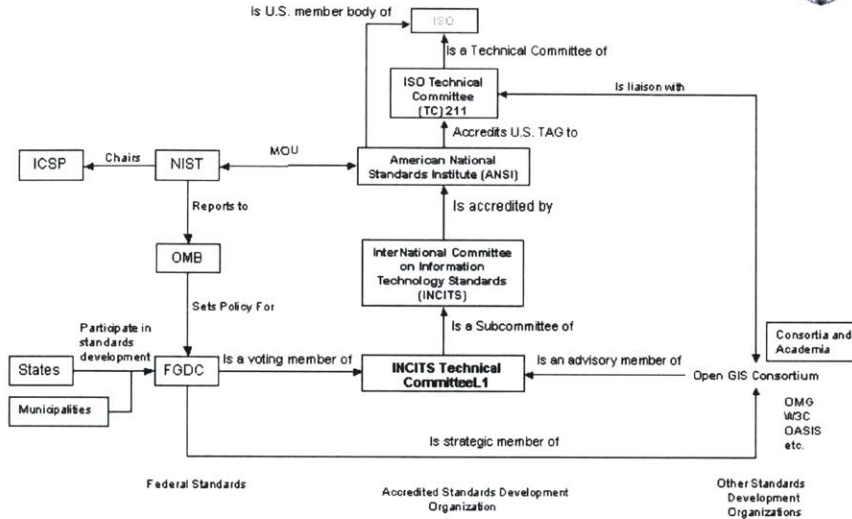 Is U.S. member body of
ISO
Is a Technical Committee of
ISO Technical
Committee
(TC) 211
Is liaison with
Accredits U.S. TAG to
ICSP
Chairs
NIST
MOU
American National
Standards Institute (ANSI)
Reports to
Is accredited by
OMB
InterNational Committee
on Information
Technology Standards
(INCITS)
Sets Policy For
Is a Subcommittee of
Participate in
standards
development
Consortia and
Academia
States
FGDC
Is a voting member of
INCITS Technical
CommitteeL1
Is an advisory member of
Open GIS Consortium
Municipalities
OMG
W3C
OASIS
etc.
Is strategic member of
Federal Standards
Accredited Standards Development
Organization
Other Standards
Development
Organizations